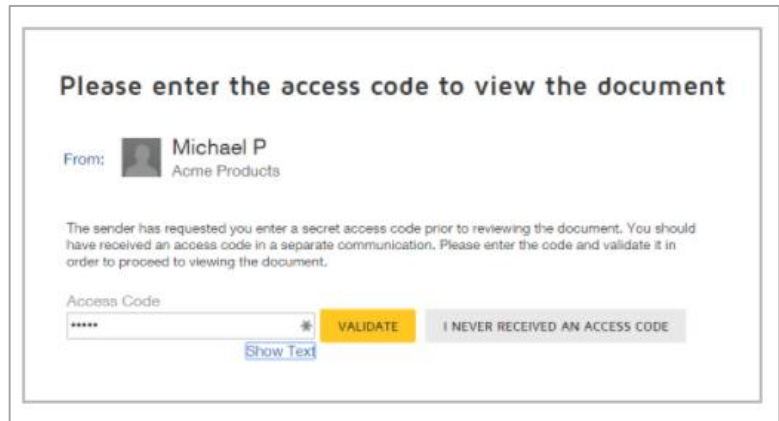 Please enter the access code to view the document
From:
Michael P
Acme Products
The sender has requested you enter a secret access code prior to reviewing the document. You should
have received an access code in a separate communication. Please enter the code and validate it in
order to proceed to viewing the document.
Access Code
•••••
VALIDATE
I NEVER RECEIVED AN ACCESS CODE
Show Text